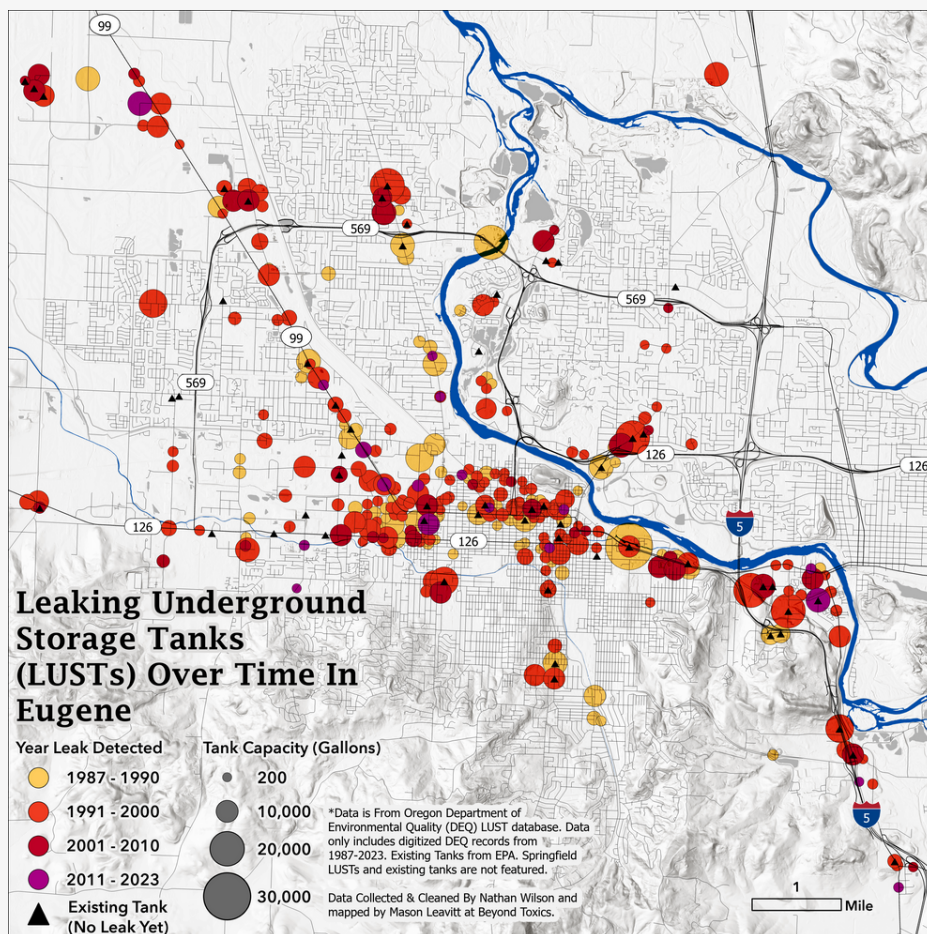 99
569
569
99
569
126
126
5
126
126
Leaking Underground
Storage Tanks
(LUSTs) Over Time In
Eugene
Year Leak Detected
1987 - 1990
1991 - 2000
2001 - 2010
2011 - 2023
Existing Tank
(No Leak Yet)
Tank Capacity (Gallons)
200
10,000
20,000
30,000
*Data is From Oregon Department of
Environmental Quality (DEQ) LUST database. Data
only includes digitized DEQ records from
1987-2023. Existing Tanks from EPA. Springfield
LUSTs and existing tanks are not featured.
Data Collected & Cleaned By Nathan Wilson and
mapped by Mason Leavitt at Beyond Toxics.
5
1
Mile